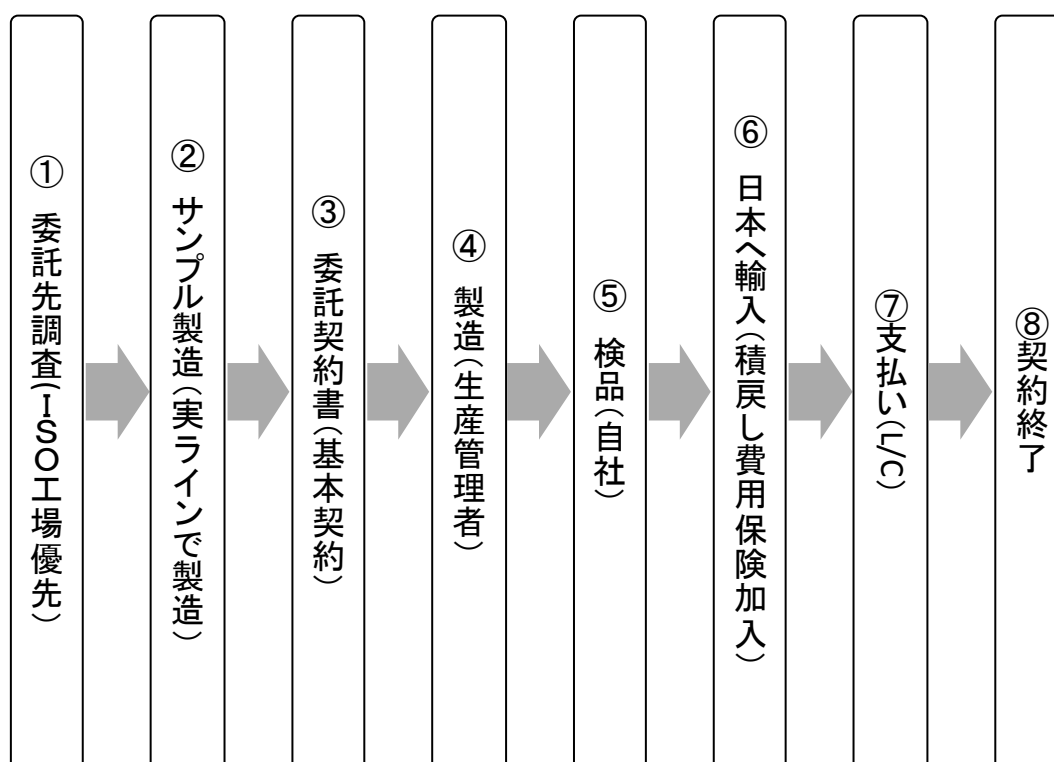 ① 委託先調査(ISO工場優先)
② サンプル製造(実ラインで製造)
③ 委託契約書(基本契約)
④ 製造(生産管理者)
⑤ 検品(自社)
⑥ 日本へ輸入(積戻し費用保険加入)
⑦支払い(L/C)
⑧契約終了